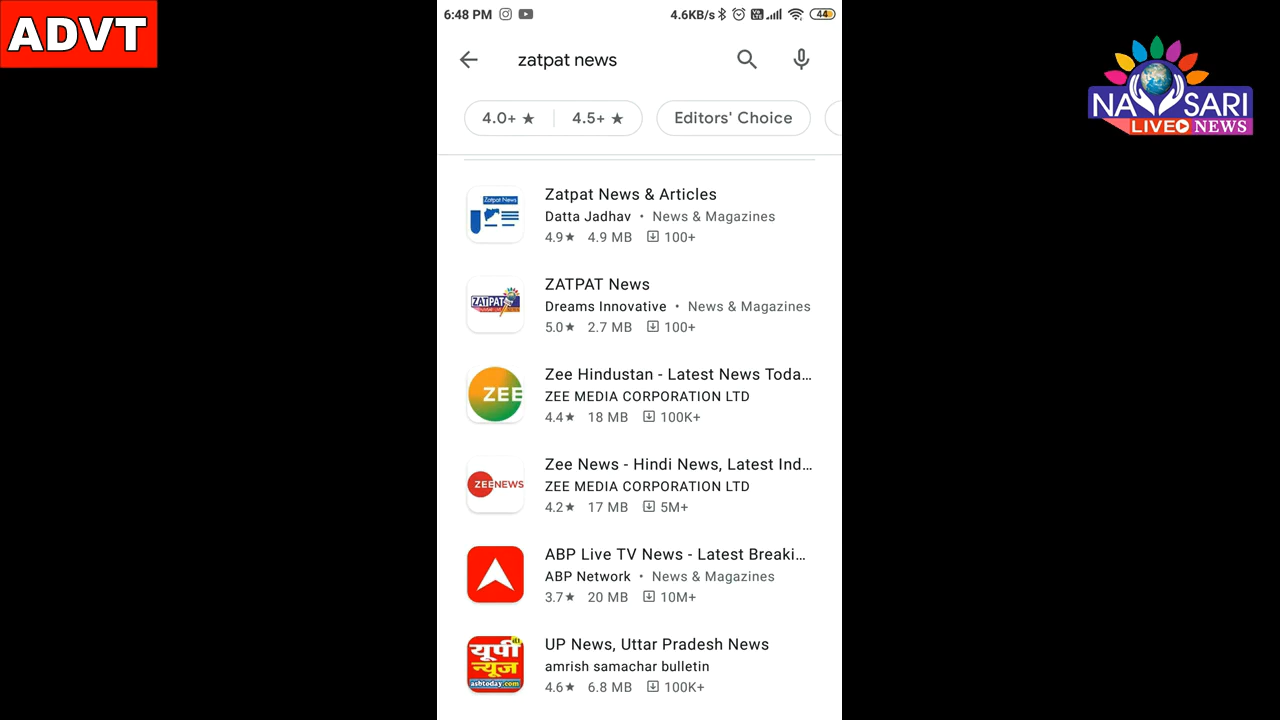 ADVT
6:48 PM 4.6KB/s 44
zatpat news
4.0+ ★ 4.5+ ★ Editors' Choice
NAVSARI
LIVE NEWS
Zatpat News
Zatpat News & Articles
Datta Jadhav • News & Magazines
4.9★ 4.9 MB 100+
ZATPAT
ZATPAT News
Dreams Innovative • News & Magazines
5.0★ 2.7 MB 100+
ZEE
Zee Hindustan - Latest News Toda…
ZEE MEDIA CORPORATION LTD
4.4★ 18 MB 100K+
ZEENEWS
Zee News - Hindi News, Latest Ind…
ZEE MEDIA CORPORATION LTD
4.2★ 17 MB 5M+
ABP Live TV News - Latest Breaki…
ABP Network • News & Magazines
3.7★ 20 MB 10M+
यूपी
न्यूज
asbtoday.com
UP News, Uttar Pradesh News
amrish samachar bulletin
4.6★ 6.8 MB 100K+